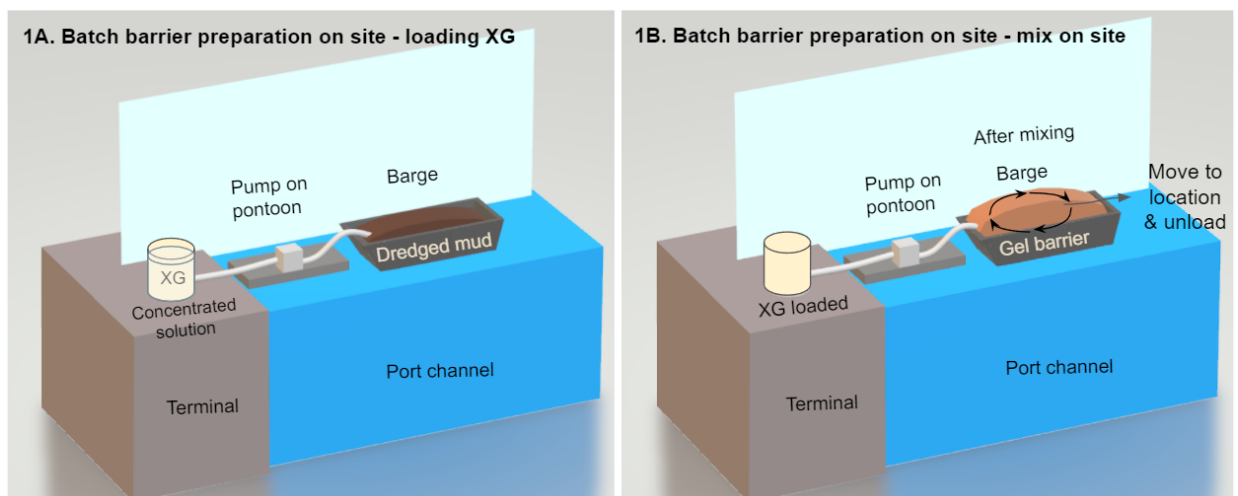 1A. Batch barrier preparation on site - loading XG
Pump on
pontoon
Barge
XG
Dredged mud
Concentrated
solution
Terminal
Port channel
1B. Batch barrier preparation on site - mix on site
After mixing
Pump on
pontoon
Barge
Move to
location
& unload
Gel barrier
XG loaded
Terminal
Port channel